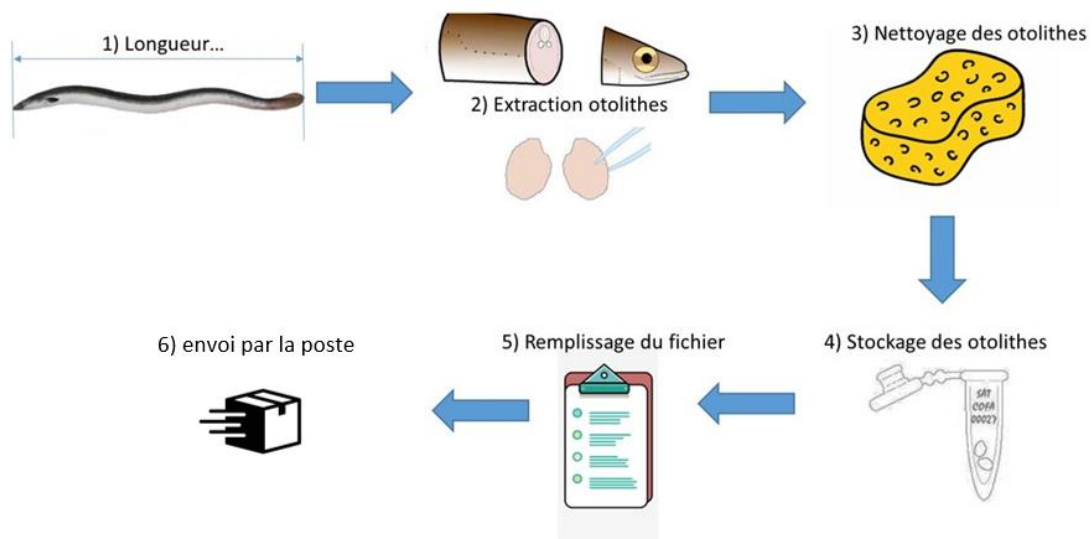 1) Longueur...
2) Extraction otolithes
3) Nettoyage des otolithes
4) Stockage des otolithes
SAT
COFA
00027
5) Remplissage du fichier
6) envoi par la poste